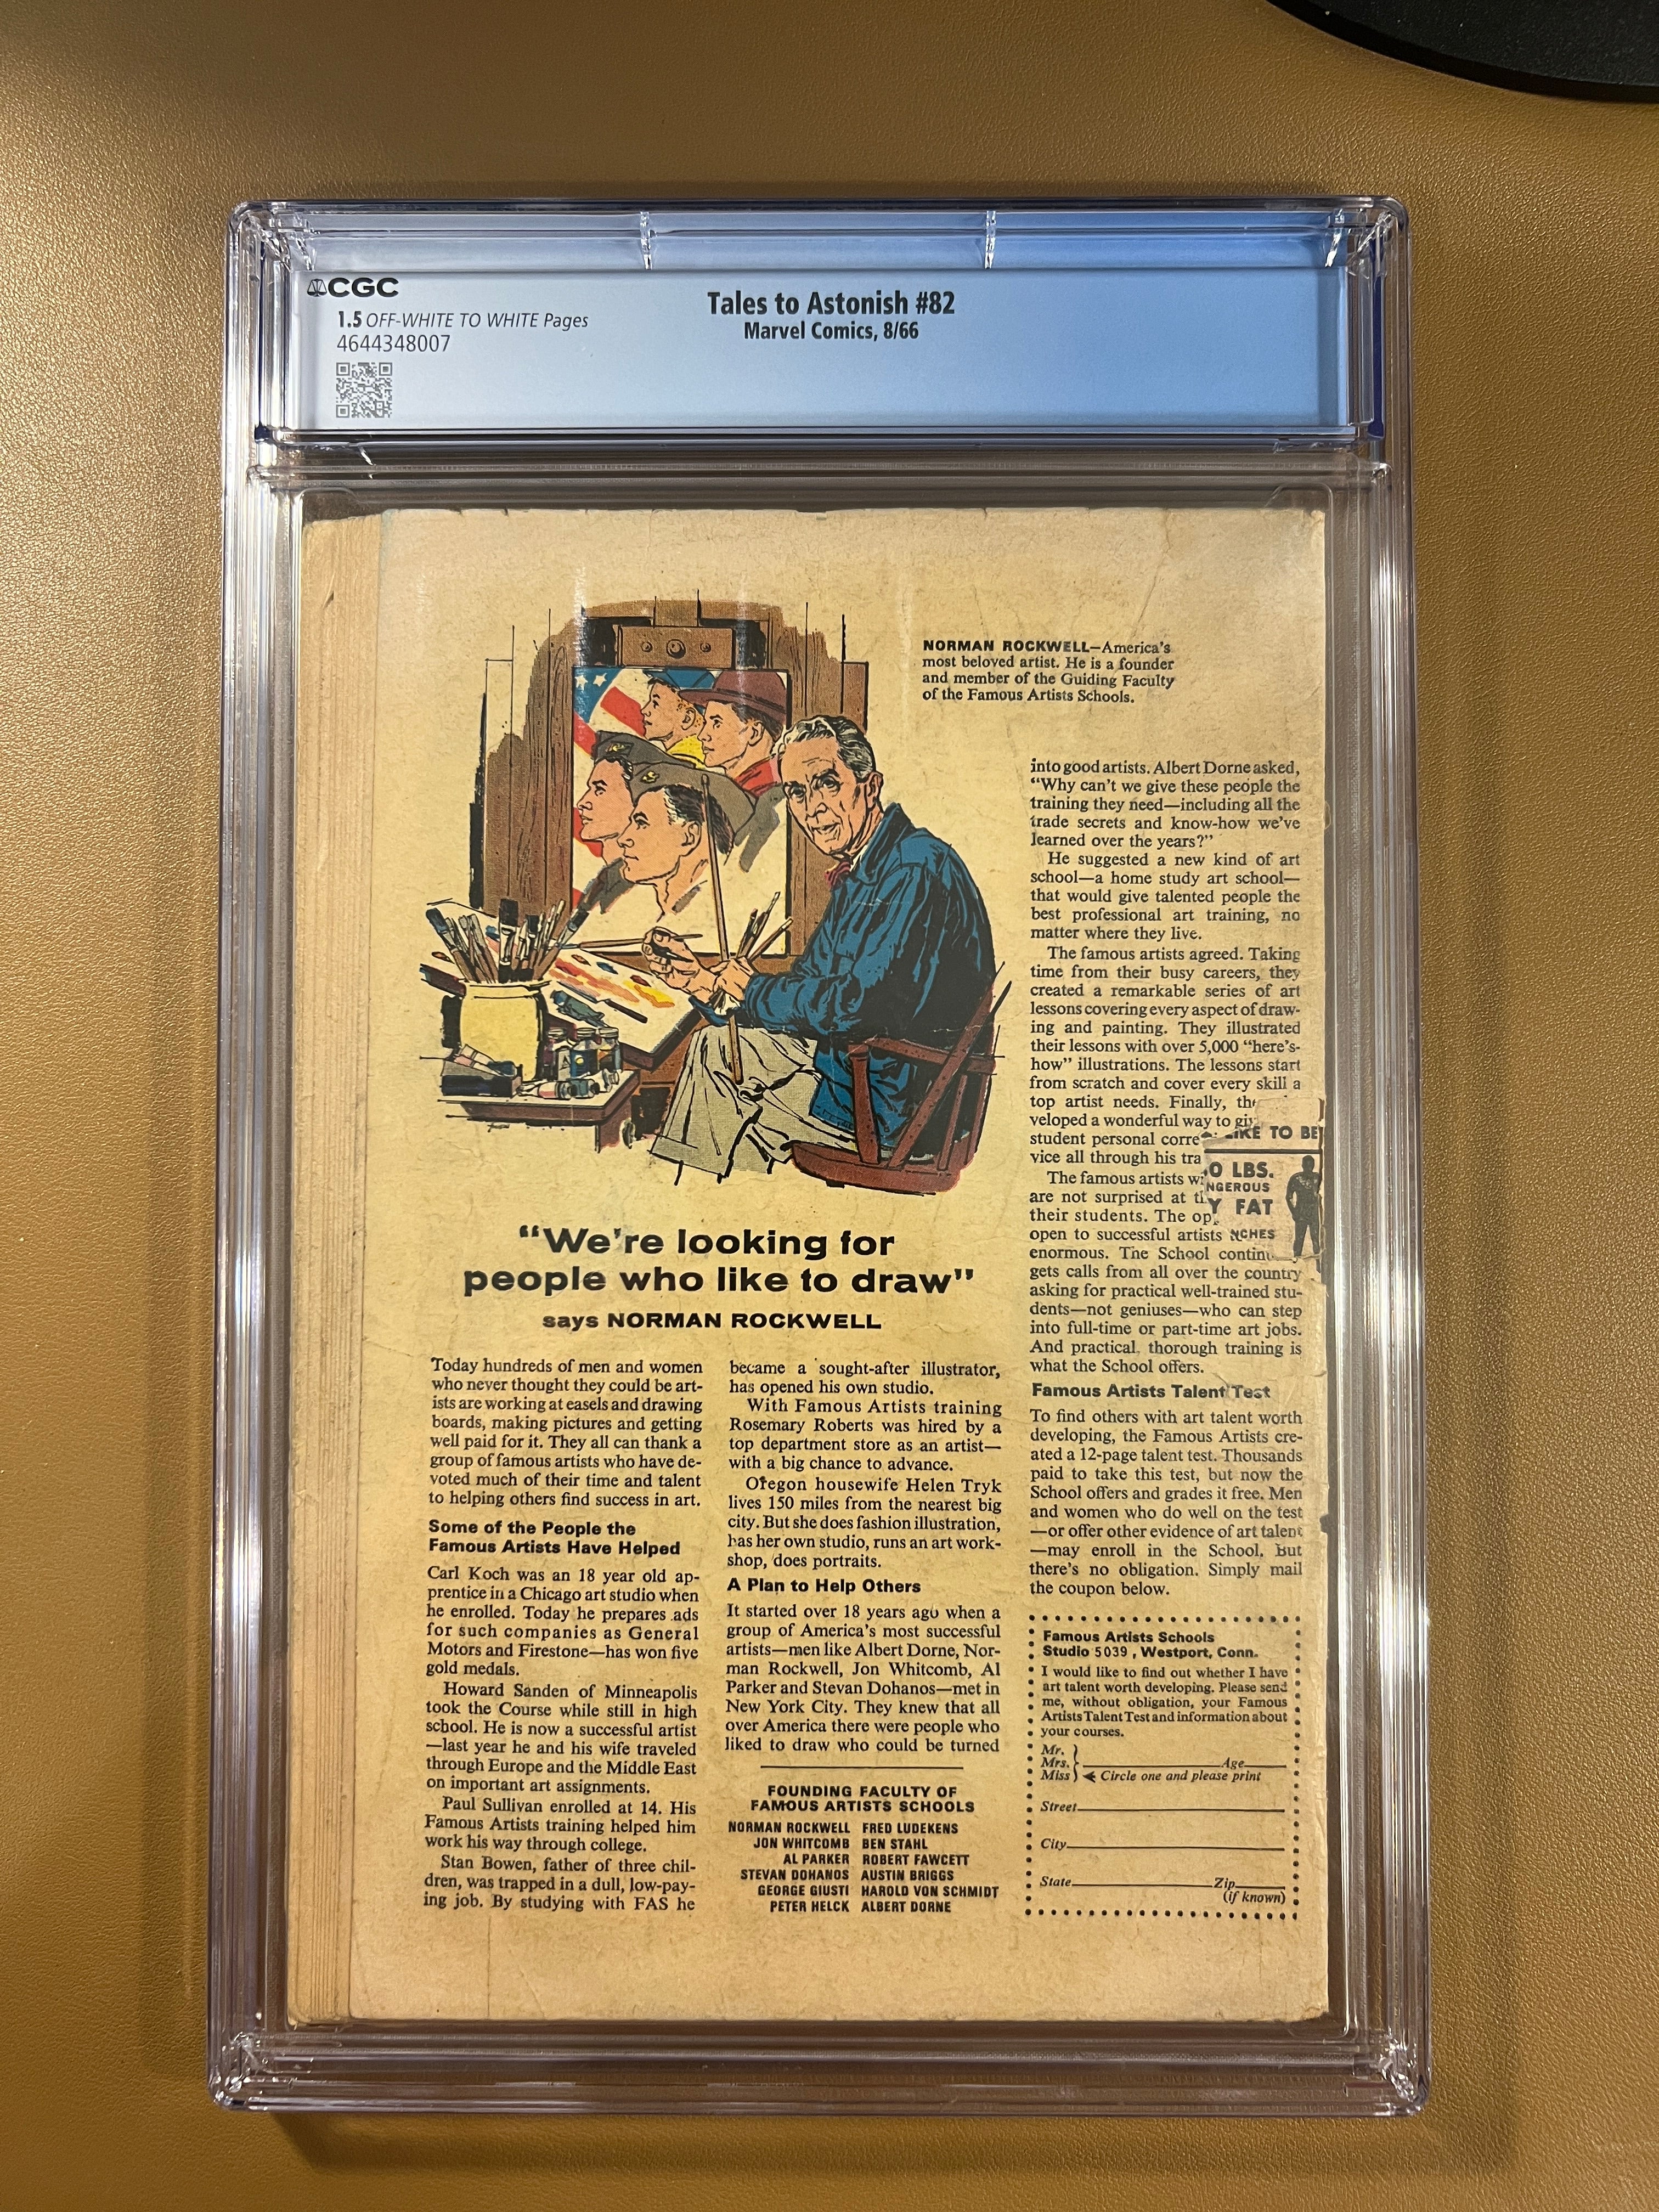 CGC
1.5 OFF-WHITE TO WHITE Pages
4644348007
Tales to Astonish #82
Marvel Comics, 8/66
NORMAN ROCKWELL—America's
most beloved artist. He is a founder
and member of the Guiding Faculty
of the Famous Artists Schools.
"We're looking for
people who like to draw"
says NORMAN ROCKWELL
Today hundreds of men and women
who never thought they could be art-
ists are working at easels and drawing
boards, making pictures and getting
well paid for it. They all can thank a
group of famous artists who have de-
voted much of their time and talent
to helping others find success in art.
Some of the People the
Famous Artists Have Helped
Carl Koch was an 18 year old ap-
prentice in a Chicago art studio when
he enrolled. Today he prepares ads
for such companies as General
Motors and Firestone—has won five
gold medals.
Howard Sanden of Minneapolis
took the Course while still in high
school. He is now a successful artist
—last year he and his wife traveled
through Europe and the Middle East
on important art assignments.
Paul Sullivan enrolled at 14. His
Famous Artists training helped him
work his way through college.
Stan Bowen, father of three chil-
dren, was trapped in a dull, low-pay-
ing job. By studying with FAS he
became a sought-after illustrator,
has opened his own studio.
With Famous Artists training
Rosemary Roberts was hired by a
top department store as an artist—
with a big chance to advance.
Oregon housewife Helen Tryk
lives 150 miles from the nearest big
city. But she does fashion illustration,
has her own studio, runs an art work-
shop, does portraits.
A Plan to Help Others
It started over 18 years ago when a
group of America's most successful
artists—men like Albert Dorne, Nor-
man Rockwell, Jon Whitcomb, Al
Parker and Stevan Dohanos—met in
New York City. They knew that all
over America there were people who
liked to draw who could be turned
FOUNDING FACULTY OF
FAMOUS ARTISTS SCHOOLS
NORMAN ROCKWELL FRED LUDEKENS
JON WHITCOMB BEN STAHL
AL PARKER ROBERT FAWCETT
STEVAN DOHANOS AUSTIN BRIGGS
GEORGE GIUSTI HAROLD VON SCHMIDT
PETER HELCK ALBERT DORNE
into good artists. Albert Dorne asked,
"Why can't we give these people the
training they need—including all the
trade secrets and know-how we've
learned over the years?"
He suggested a new kind of art
school—a home study art school—
that would give talented people the
best professional art training, no
matter where they live.
The famous artists agreed. Taking
time from their busy careers, they
created a remarkable series of art
lessons covering every aspect of draw-
ing and painting. They illustrated
their lessons with over 5,000 "here's-
how" illustrations. The lessons start
from scratch and cover every skill a
top artist needs. Finally,
veloped a wonderful way to
student personal
vice all through his
The famous artists
are not surprised at
their students. The
open to successful artists
enormous. The School
gets calls from all over the country
asking for practical well-trained stu-
dents—not geniuses—who can step
into full-time or part-time art jobs.
And practical, thorough training is
what the School offers.
LIKE TO BE
LBS.
FAT
Famous Artists Talent Test
To find others with art talent worth
developing, the Famous Artists cre-
ated a 12-page talent test. Thousands
paid to take this test, but now the
School offers and grades it free. Men
and women who do well on the test
—or offer other evidence of art talent
—may enroll in the School. But
there's no obligation. Simply mail
the coupon below.
Famous Artists Schools
Studio 5039, Westport, Conn.
I would like to find out whether I have
art talent worth developing. Please send
me, without obligation, your Famous
Artists Talent Test and information about
your courses.
Mr.
Mrs. Age
Miss Circle one and please print
Street
City
State Zip
(if known)